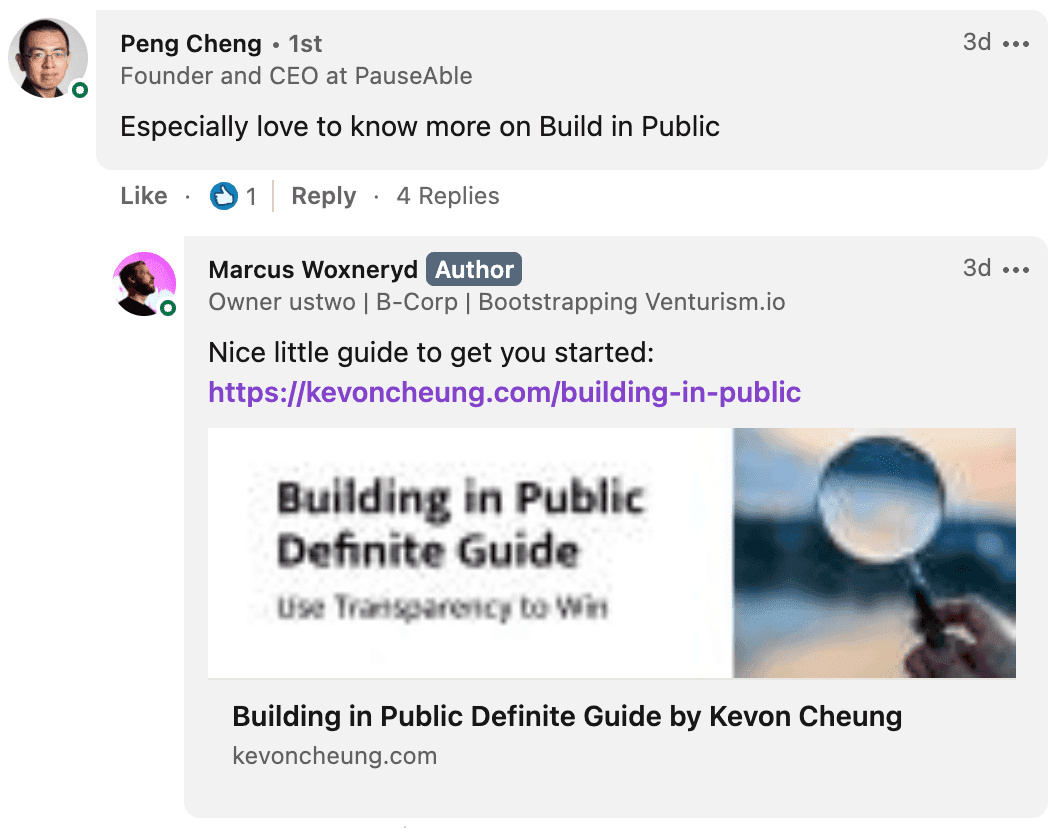 Peng Cheng • 1st
3d •••
Founder and CEO at PauseAble
Especially love to know more on Build in Public
Like · 1 | Reply · 4 Replies
Marcus Woxneryd Author
3d •••
Owner ustwo | B-Corp | Bootstrapping Venturism.io
Nice little guide to get you started:
https://kevoncheung.com/building-in-public
Building in Public
Definite Guide
Use Transparency to Win
Building in Public Definite Guide by Kevon Cheung
kevoncheung.com